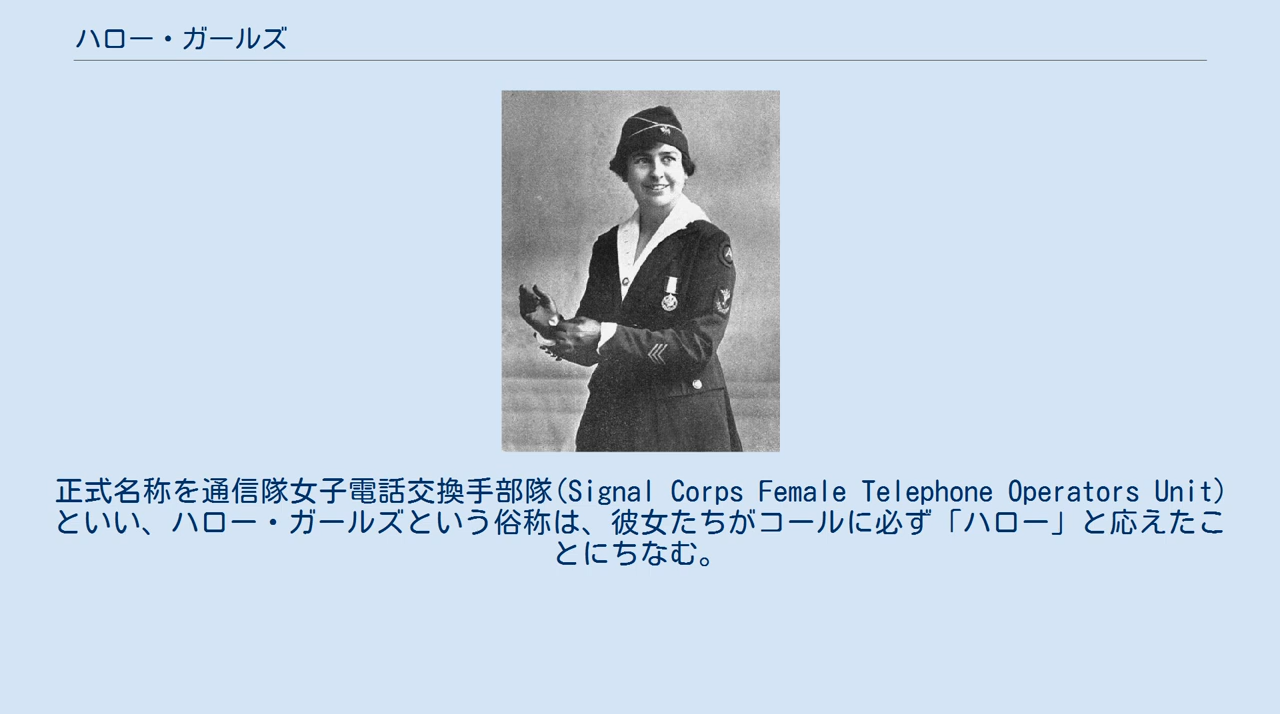 ハロー・ガールズ
正式名称を通信隊女子電話交換手部隊(Signal Corps Female Telephone Operators Unit)
といい、ハロー・ガールズという俗称は、彼女たちがコールに必ず「ハロー」と応えたこ
とにちなむ。